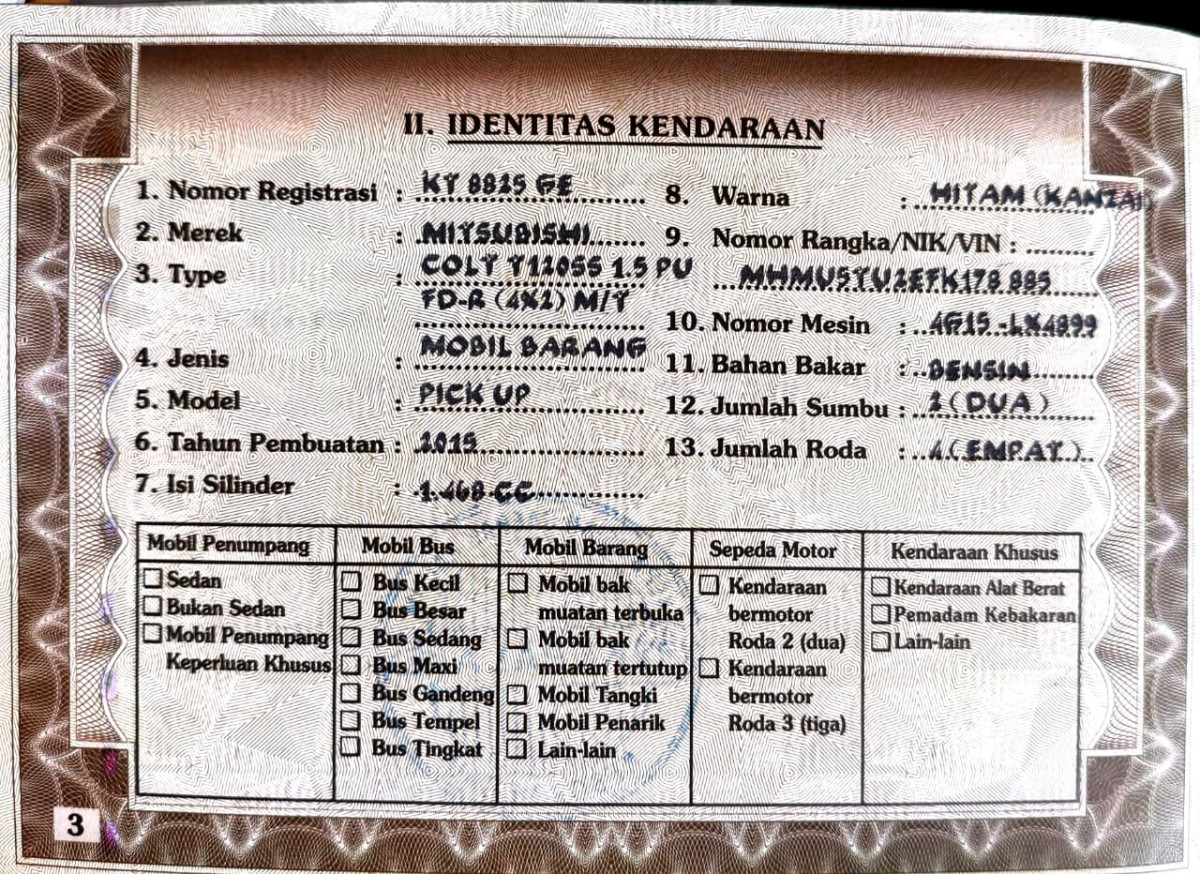 II. IDENTITAS KENDARAAN
1. Nomor Registrasi : KT 8825 GE
2. Merek : MITSUBISHI
3. Type : COLT T120SS 1.5 PU
FD-R (4X2) M/T
4. Jenis : MOBIL BARANG
5. Model : PICK UP
6. Tahun Pembuatan : 2015
7. Isi Silinder : 1.468 CC
8. Warna : HITAM (KANZAI)
9. Nomor Rangka/NIK/VIN :
MHMU5TU2EFK178 885
10. Nomor Mesin : 4G15-LX4899
11. Bahan Bakar : BENSIN
12. Jumlah Sumbu : 2 (DUA)
13. Jumlah Roda : 4 (EMPAT)
Mobil Penumpang
Sedan
Bukan Sedan
Mobil Penumpang
Keperluan Khusus
Mobil Bus
Bus Kecil
Bus Besar
Bus Sedang
Bus Maxi
Bus Gandeng
Bus Tempel
Bus Tingkat
Mobil Barang
Mobil bak
muatan terbuka
Mobil bak
muatan tertutup
Mobil Tangki
Mobil Penarik
Lain-lain
Sepeda Motor
Kendaraan
bermotor
Roda 2 (dua)
Kendaraan
bermotor
Roda 3 (tiga)
Kendaraan Khusus
Kendaraan Alat Berat
Pemadam Kebakaran
Lain-lain
3